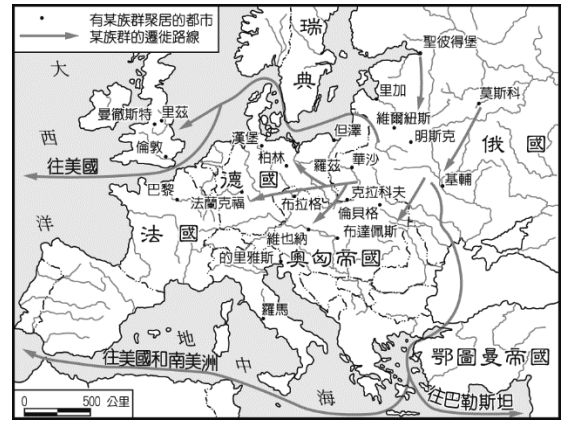 有某族群聚居的都市
某族群的遷徙路線
瑞
典
聖彼得堡
大
西
洋
里加
莫斯科
曼徹斯特
里茲
維爾紐斯
但澤
明斯克
俄國
倫敦
漢堡
柏林
華沙
羅茲
往美國
德國
基輔
巴黎
克拉科夫
法蘭克福
布拉格
倫貝格
法國
維也納
布達佩斯
的里雅斯
奧匈帝國
羅馬
地
中
海
往美國和南美洲
鄂圖曼帝國
往巴勒斯坦
0 500 公里